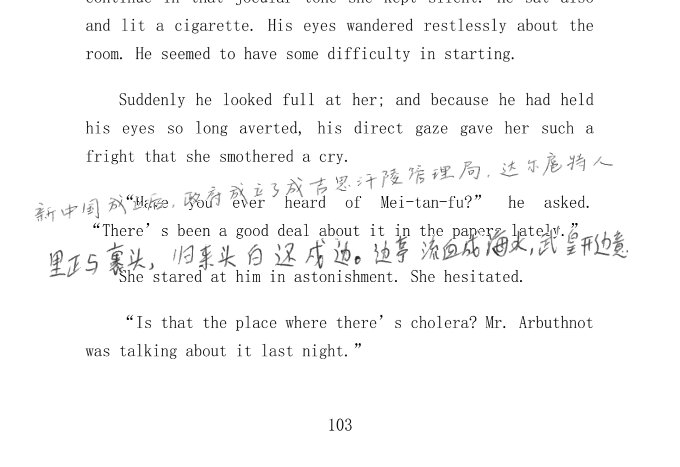 continue in that jocular tone she kept silent. He sat also
and lit a cigarette. His eyes wandered restlessly about the
room. He seemed to have some difficulty in starting.
Suddenly he looked full at her; and because he had held
his eyes so long averted, his direct gaze gave her such a
fright that she smothered a cry.
新中国成立后，政府成立了成吉思汗陵管理局，达尔扈特人
“Have you ever heard of Mei-tan-fu?” he asked.
“There’s been a good deal about it in the papers lately.”
里正与裹头，归来头白还戍边。边亭流血成海水，武皇开边意
She stared at him in astonishment. She hesitated.
“Is that the place where there’s cholera? Mr. Arbuthnot
was talking about it last night.”
103